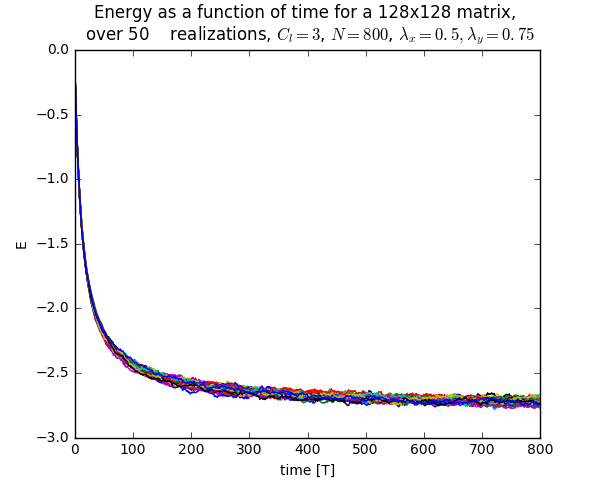 Energy as a function of time for a 128x128 matrix,
over 50    realizations, $C_l = 3$, $N = 800$, $\lambda_x = 0.5, \lambda_y = 0.75$
0.0
−0.5
−1.0
−1.5
−2.0
−2.5
−3.0
E
0 100 200 300 400 500 600 700 800
time [T]